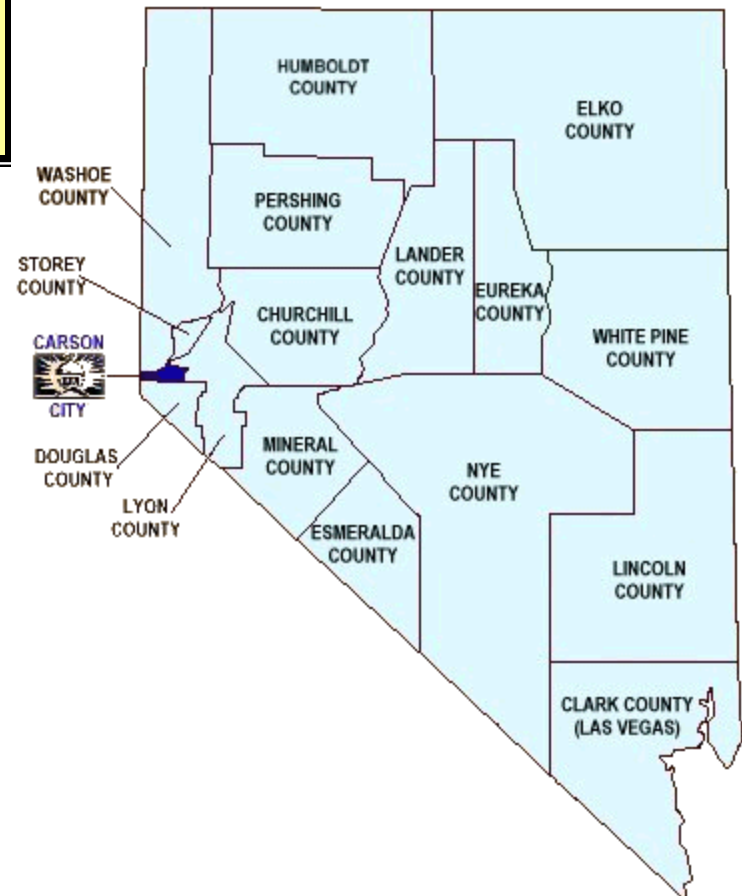 HUMBOLDT
COUNTY
ELKO
COUNTY
WASHOE
COUNTY
PERSHING
COUNTY
LANDER
COUNTY
STOREY
COUNTY
EUREKA
COUNTY
CHURCHILL
COUNTY
WHITE PINE
COUNTY
CARSON
CITY
DOUGLAS
COUNTY
MINERAL
COUNTY
NYE
COUNTY
LYON
COUNTY
ESMERALDA
COUNTY
LINCOLN
COUNTY
CLARK COUNTY
(LAS VEGAS)